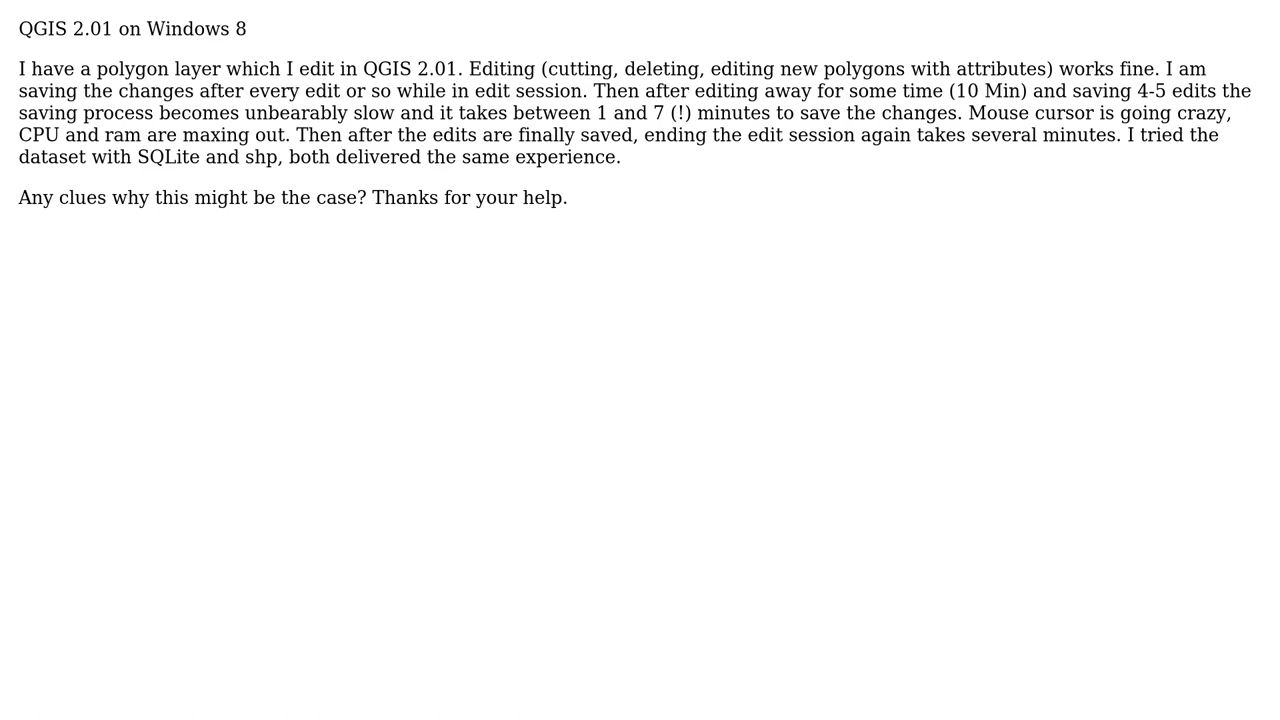 QGIS 2.01 on Windows 8
I have a polygon layer which I edit in QGIS 2.01. Editing (cutting, deleting, editing new polygons with attributes) works fine. I am
saving the changes after every edit or so while in edit session. Then after editing away for some time (10 Min) and saving 4-5 edits the
saving process becomes unbearably slow and it takes between 1 and 7 (!) minutes to save the changes. Mouse cursor is going crazy,
CPU and ram are maxing out. Then after the edits are finally saved, ending the edit session again takes several minutes. I tried the
dataset with SQLite and shp, both delivered the same experience.
Any clues why this might be the case? Thanks for your help.